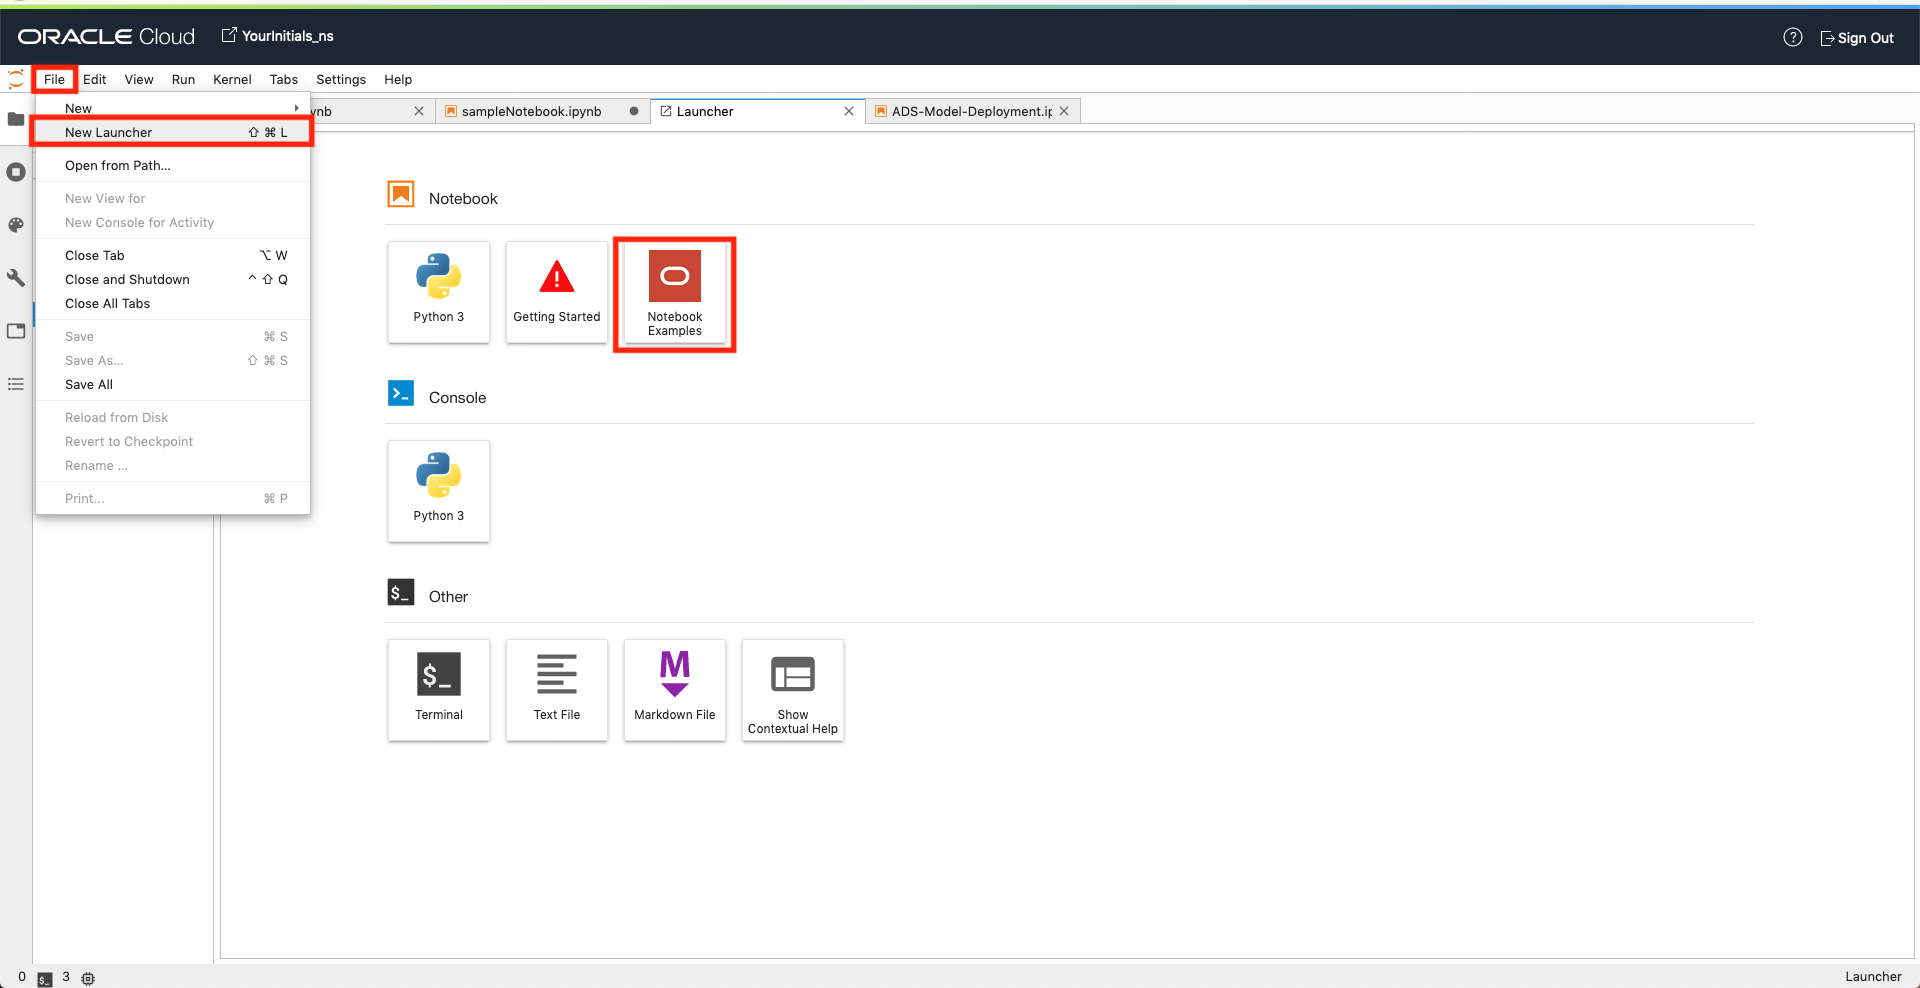 ORACLE Cloud
YourInitials_ns
Sign Out
File Edit View Run Kernel Tabs Settings Help
ynb
sampleNotebook.ipynb
Launcher
ADS-Model-Deployment.ip
New
New Launcher ⇧ ⌘ L
Open from Path...
New View for
New Console for Activity
Close Tab ⌥ W
Close and Shutdown ^ ⇧ Q
Close All Tabs
Save ⌘ S
Save As... ⇧ ⌘ S
Save All
Reload from Disk
Revert to Checkpoint
Rename ...
Print... ⌘ P
Notebook
Python 3
Getting Started
Notebook
Examples
>_
Console
Python 3
$_
Other
$_
Terminal
Text File
M
Markdown File
Show
Contextual Help
0 $_ 3
Launcher